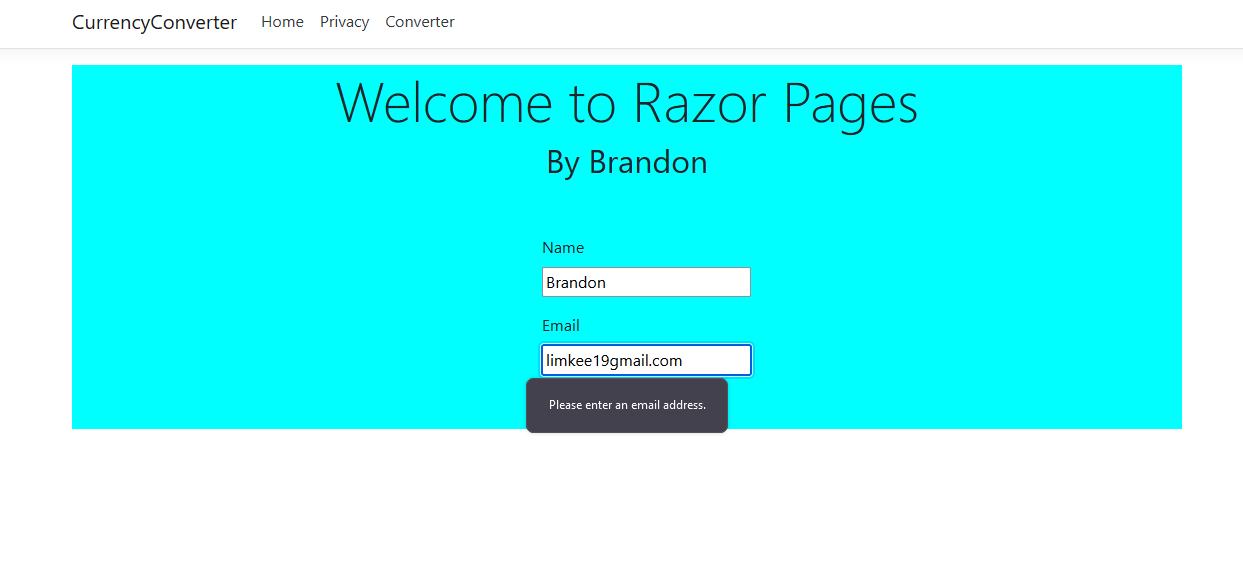 CurrencyConverter Home Privacy Converter
Welcome to Razor Pages
By Brandon
Name
Brandon
Email
limkee19gmail.com
Please enter an email address.